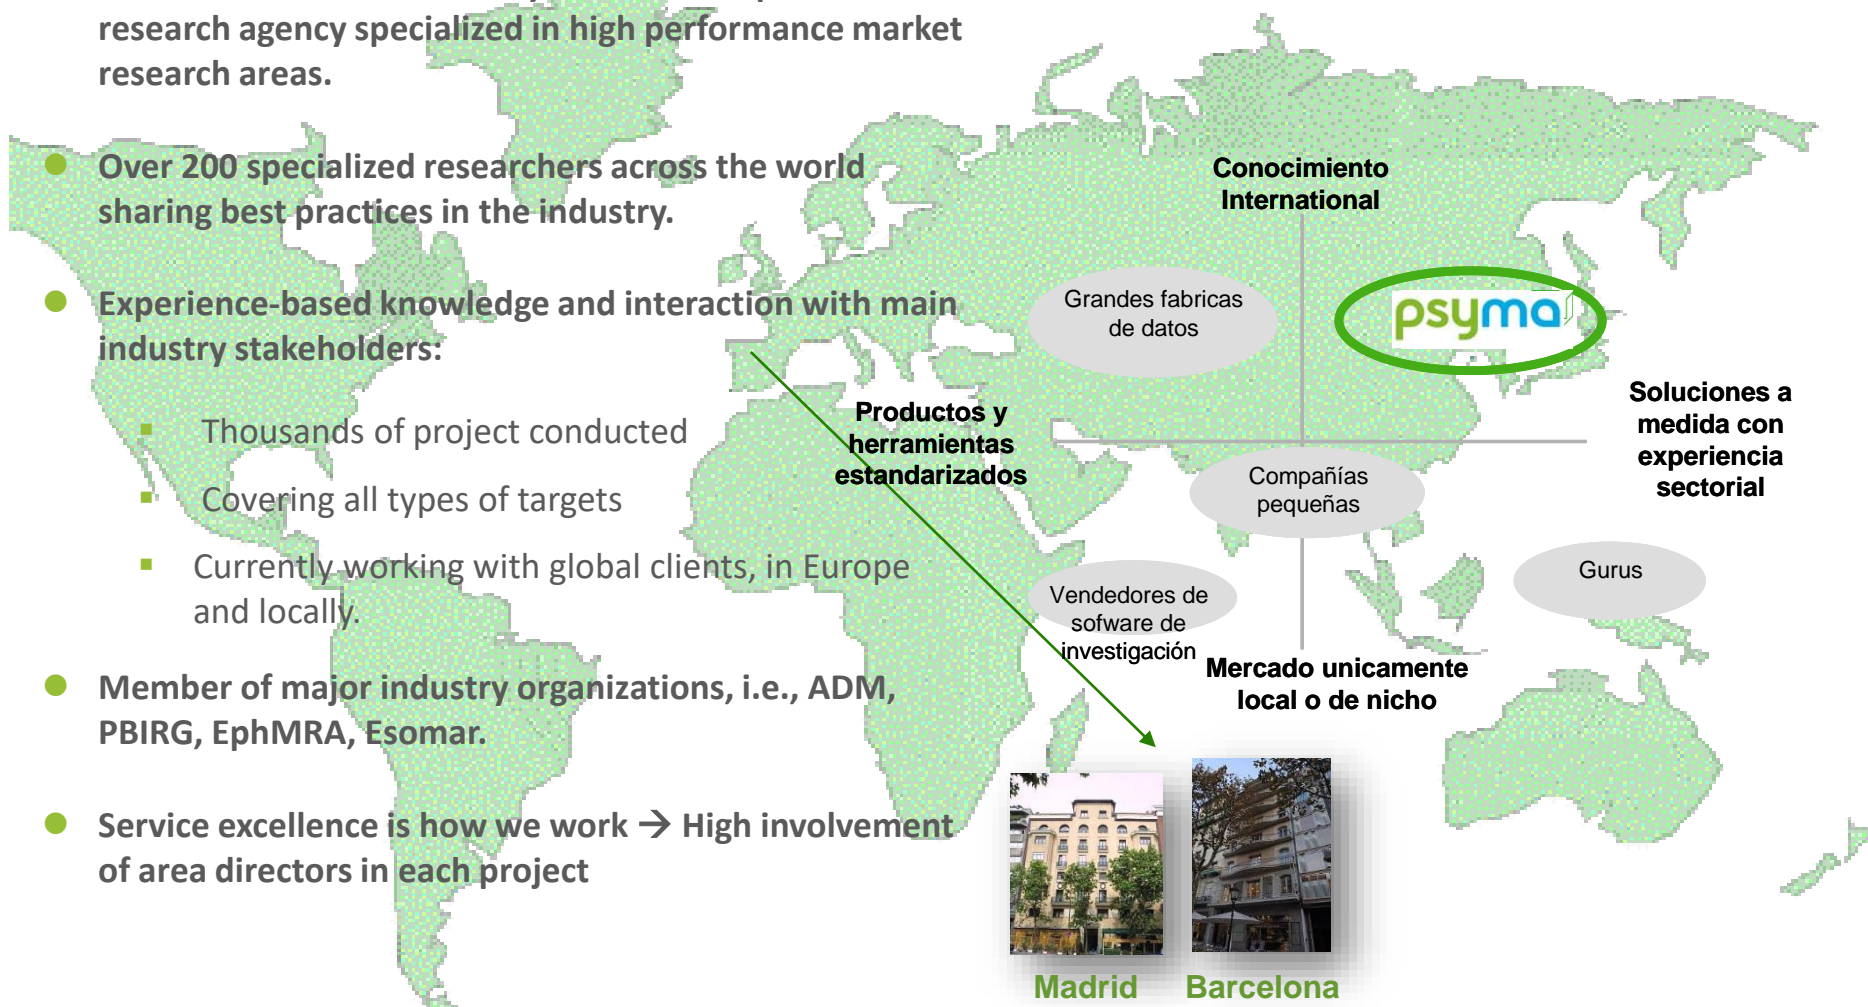 research agency specialized in high performance market
research areas.
Over 200 specialized researchers across the world
sharing best practices in the industry.
Experience-based knowledge and interaction with main
industry stakeholders:
Thousands of project conducted
Covering all types of targets
Currently working with global clients, in Europe
and locally.
Member of major industry organizations, i.e., ADM,
PBIRG, EphMRA, Esomar.
Service excellence is how we work → High involvement
of area directors in each project
Conocimiento
International
Grandes fabricas
de datos
psyma
Productos y
herramientas
estandarizados
Soluciones a
medida con
experiencia
sectorial
Compañías
pequeñas
Gurus
Vendedores de
sofware de
investigación
Mercado unicamente
local o de nicho
Madrid
Barcelona